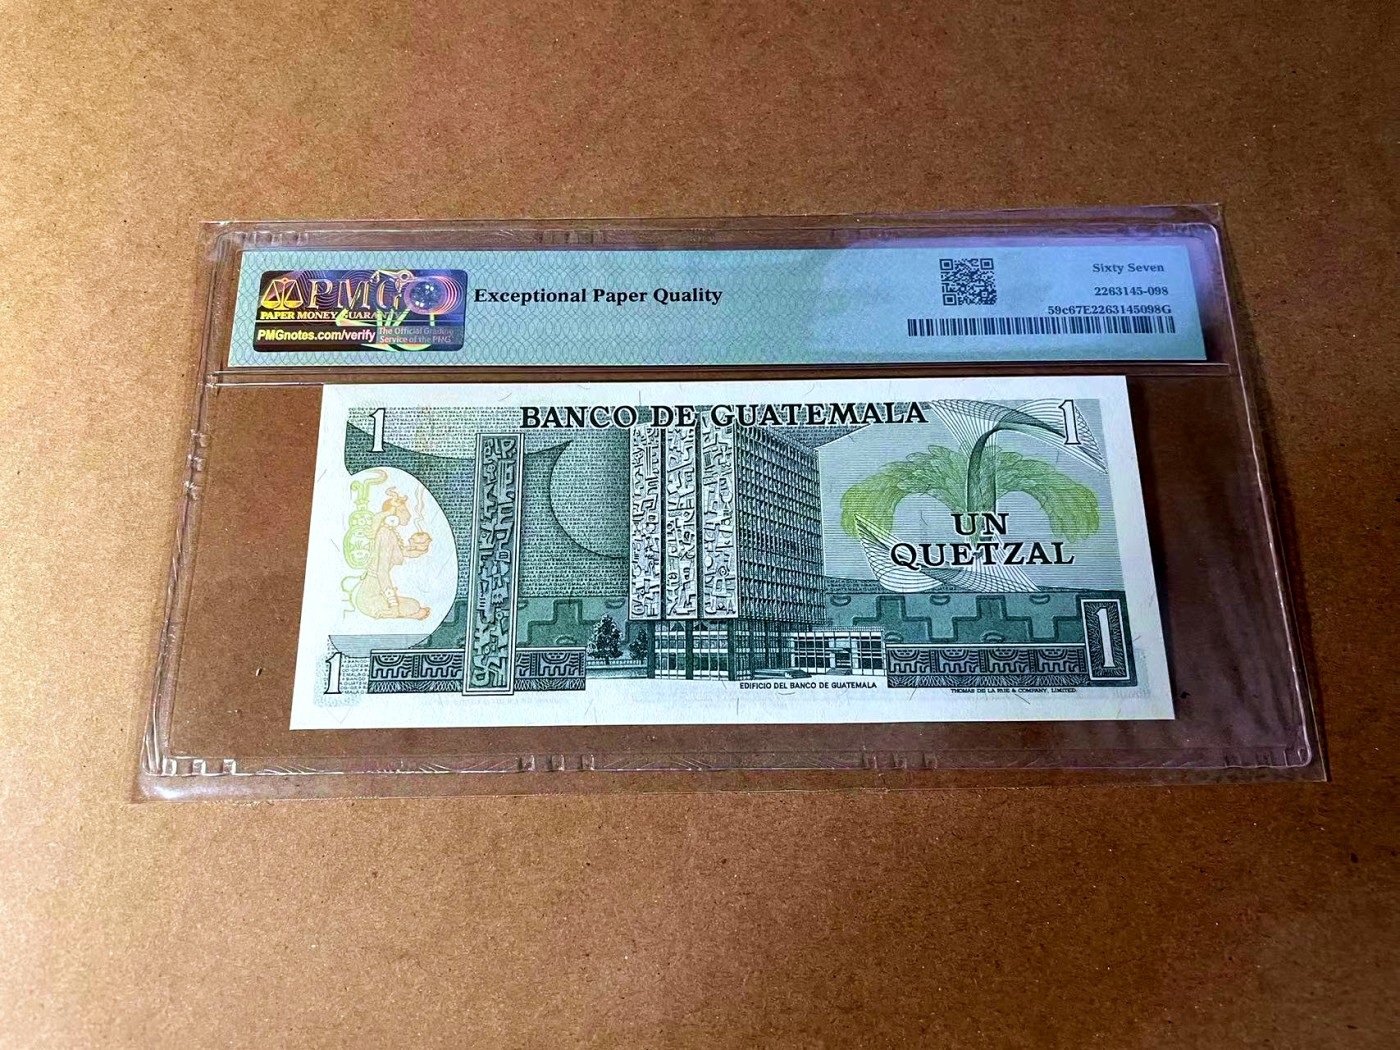 PMG
PAPER MONEY GUARANTY
PMGnotes.com/verify
The Official Grading
Service of the PMG
Exceptional Paper Quality
Sixty Seven
2263145-098
59c67E2263145098G
1
BANCO DE GUATEMALA
1
UN
QUETZAL
1
1
EDIFICIO DEL BANCO DE GUATEMALA
THOMAS DE LA RUE & COMPANY, LIMITED.